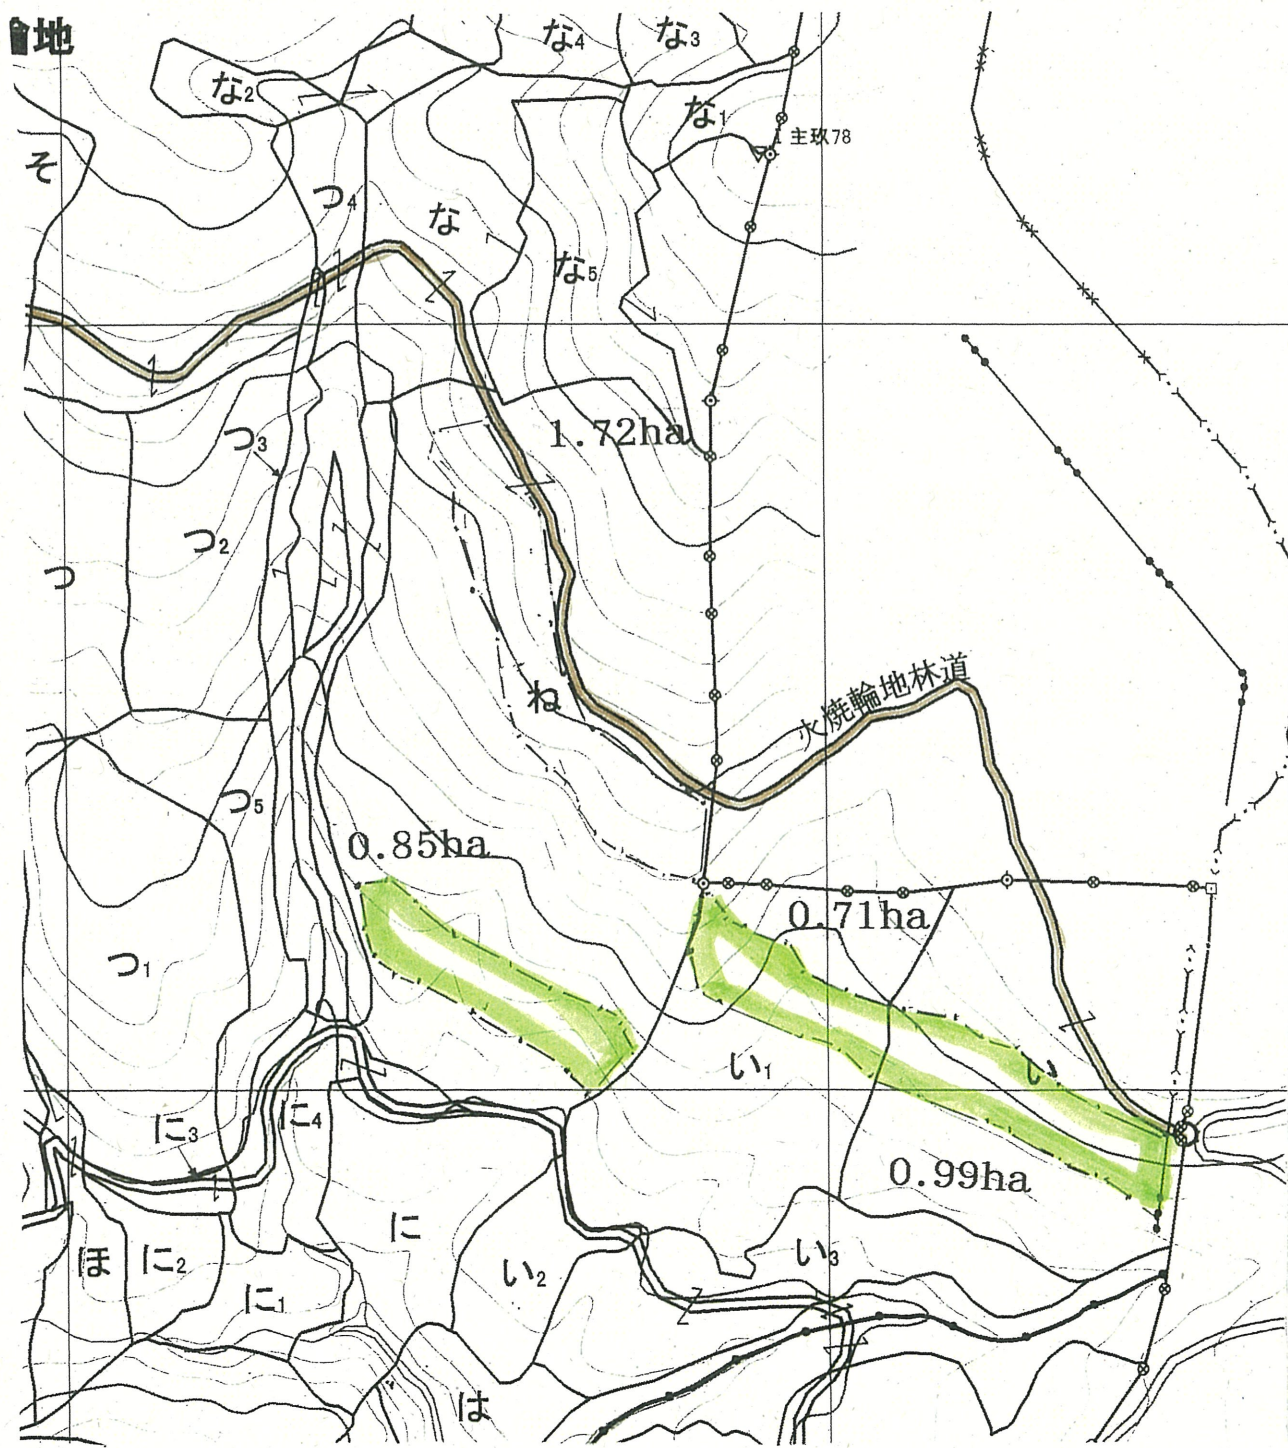 地
な4
な3
な2
な1
主玖78
そ
つ4
な
な5
1.72ha
つ3
つ2
つ
ね
火焼輪地林道
つ5
0.85ha
0.71ha
つ1
い1
い
に3
に4
0.99ha
に
ほ
に2
い3
い2
に1
は